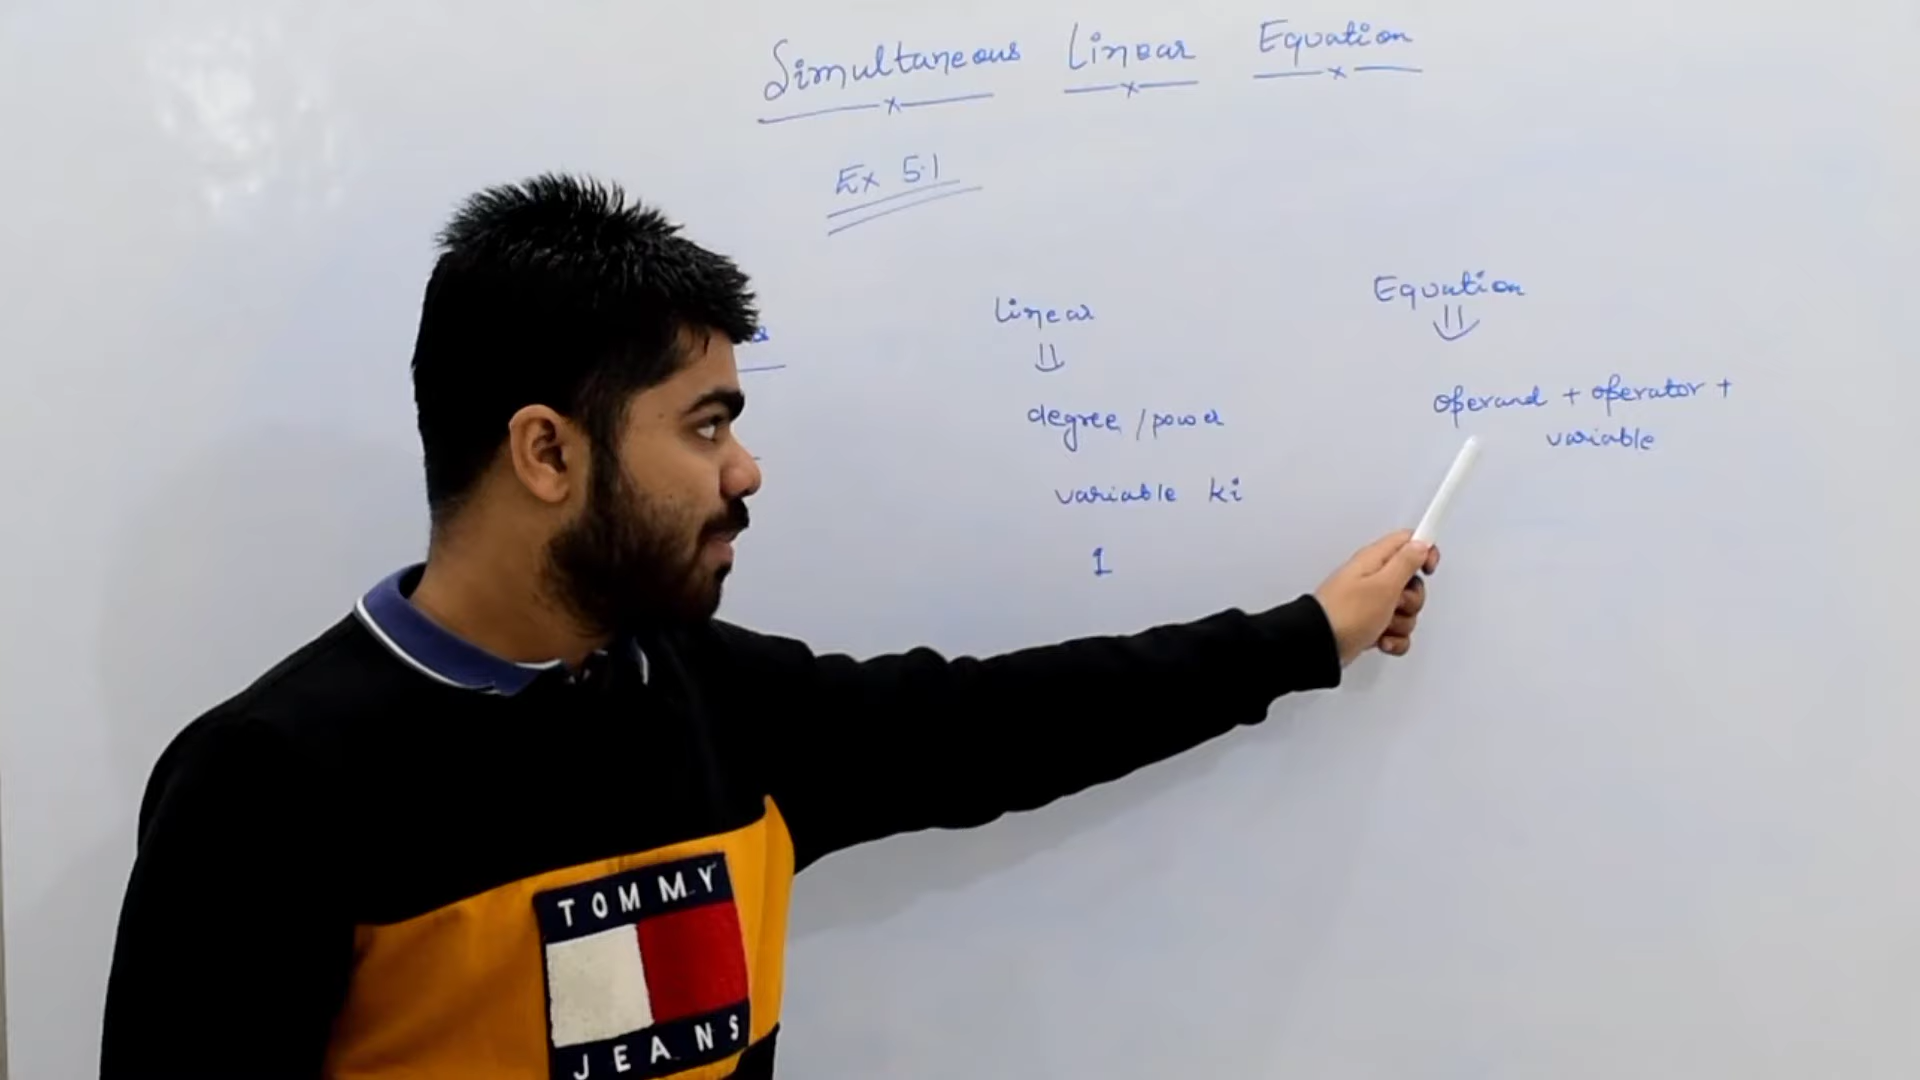 Simultaneous Linear Equation
Ex 5.1
Linear
Equation
degree / power
operand + operator +
variable
variable ki
1
TOMMY
JEANS